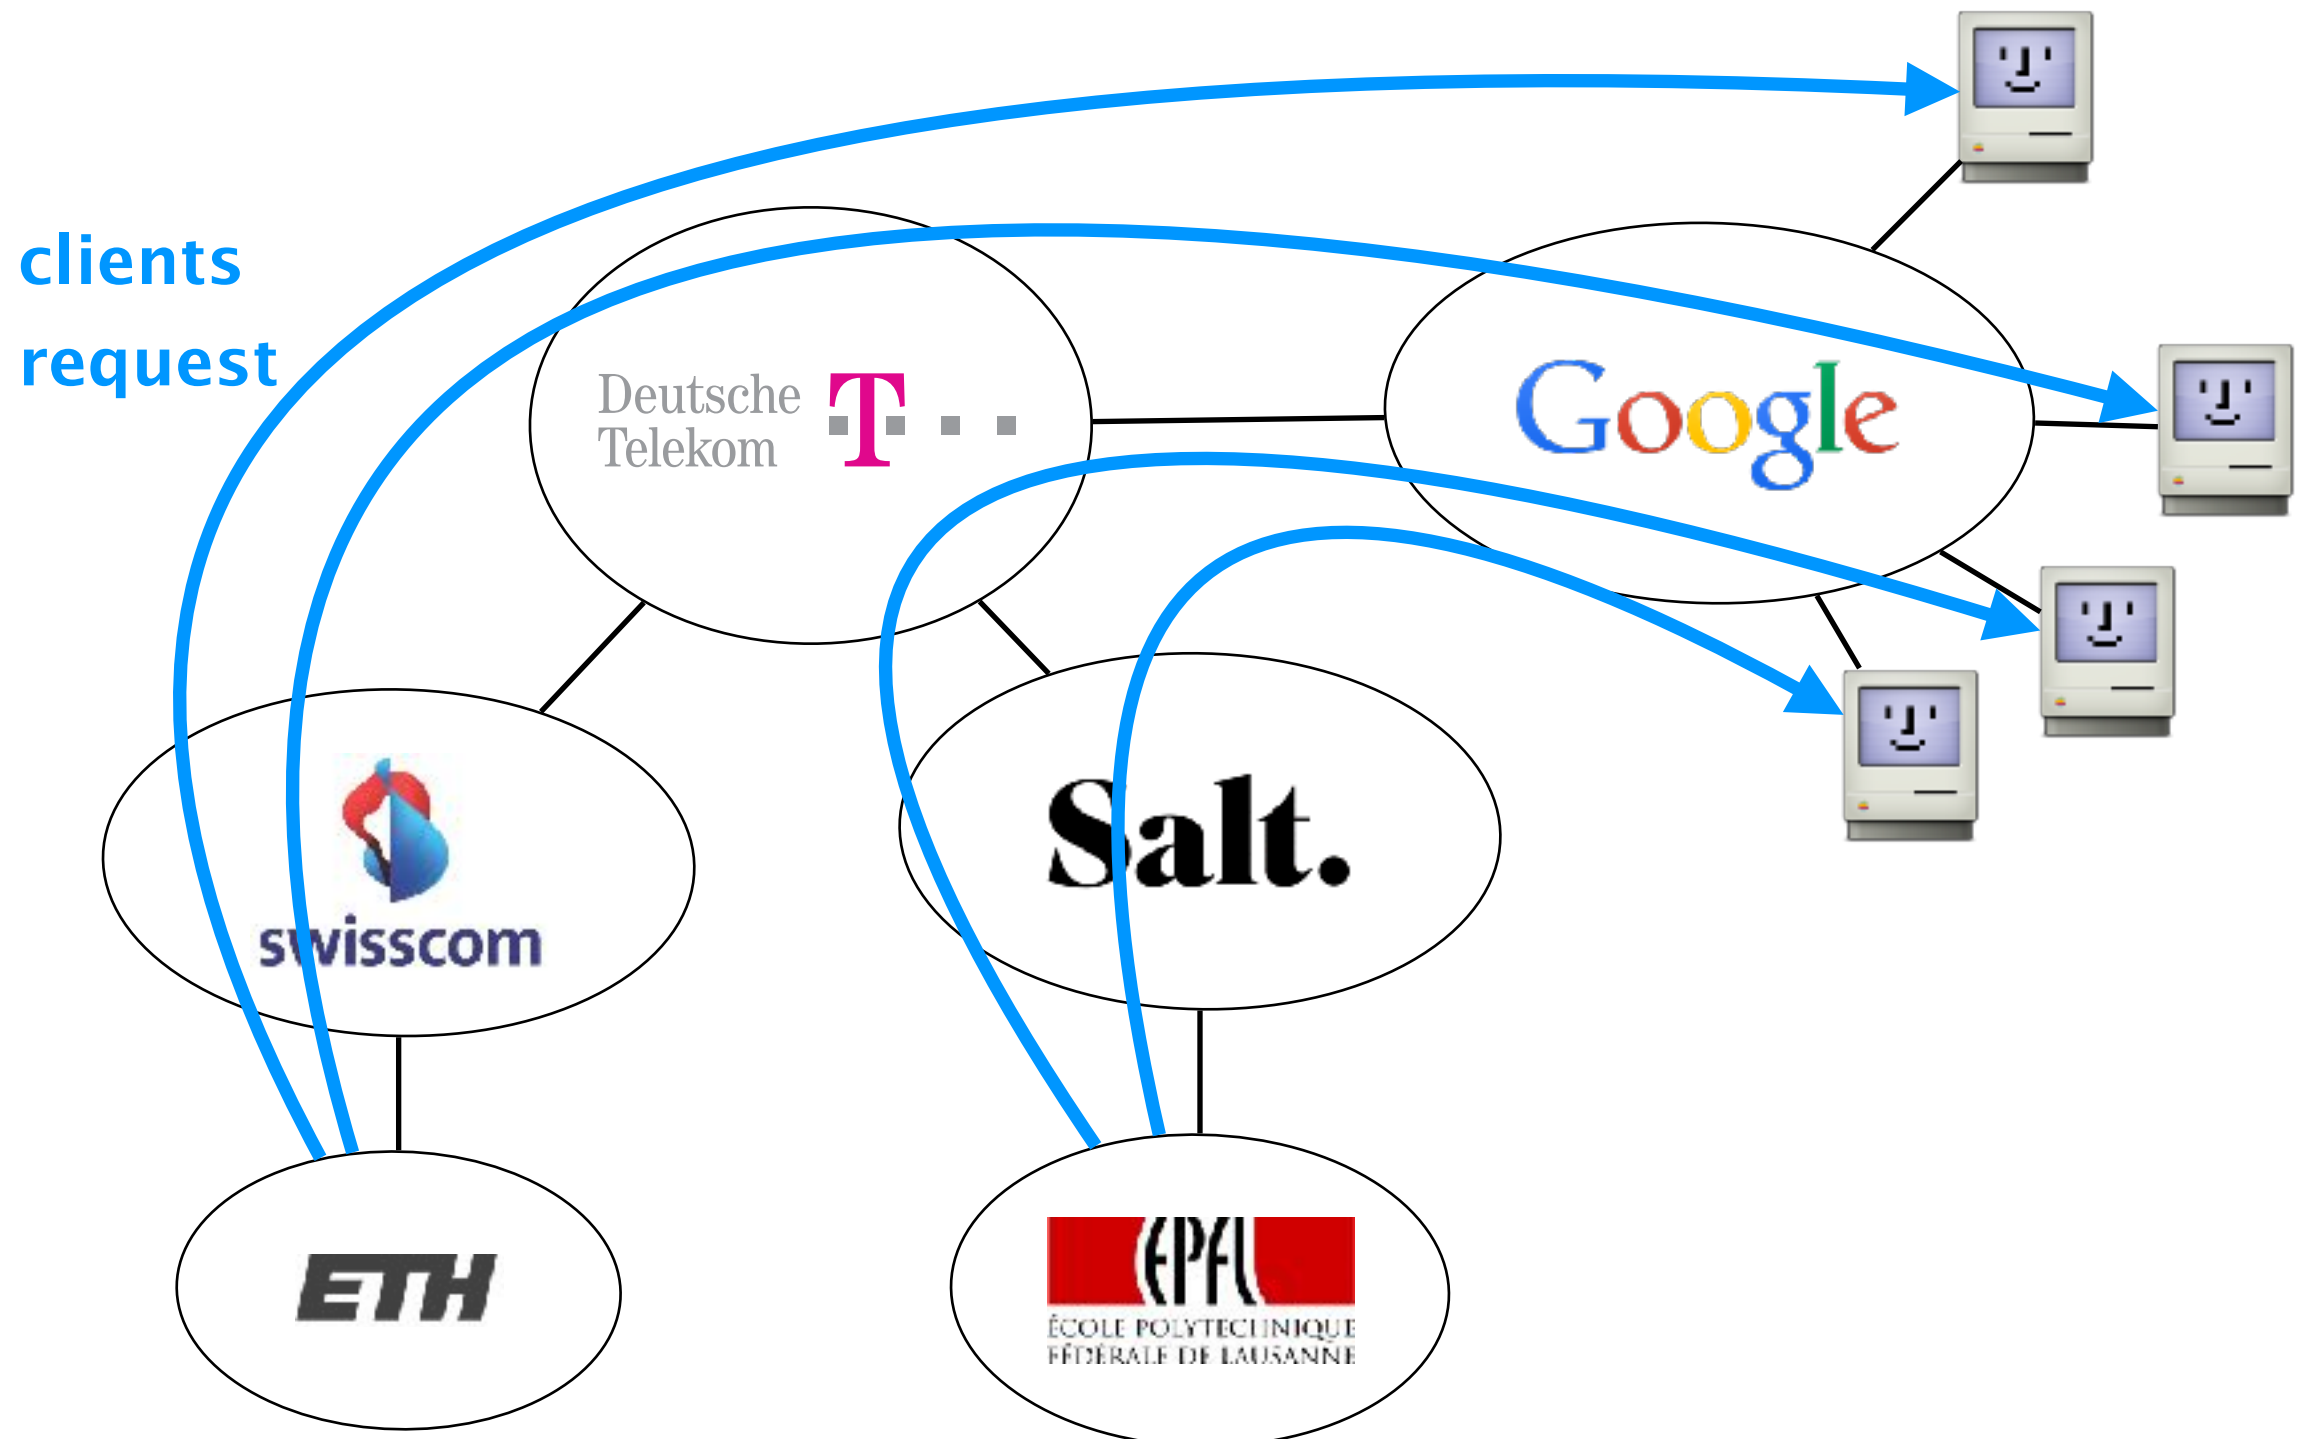 clients
request
Deutsche
Telekom
T
Google
swisscom
Salt.
ETH
EPFL
ÉCOLE POLYTECHNIQUE
FÉDÉRALE DE LAUSANNE